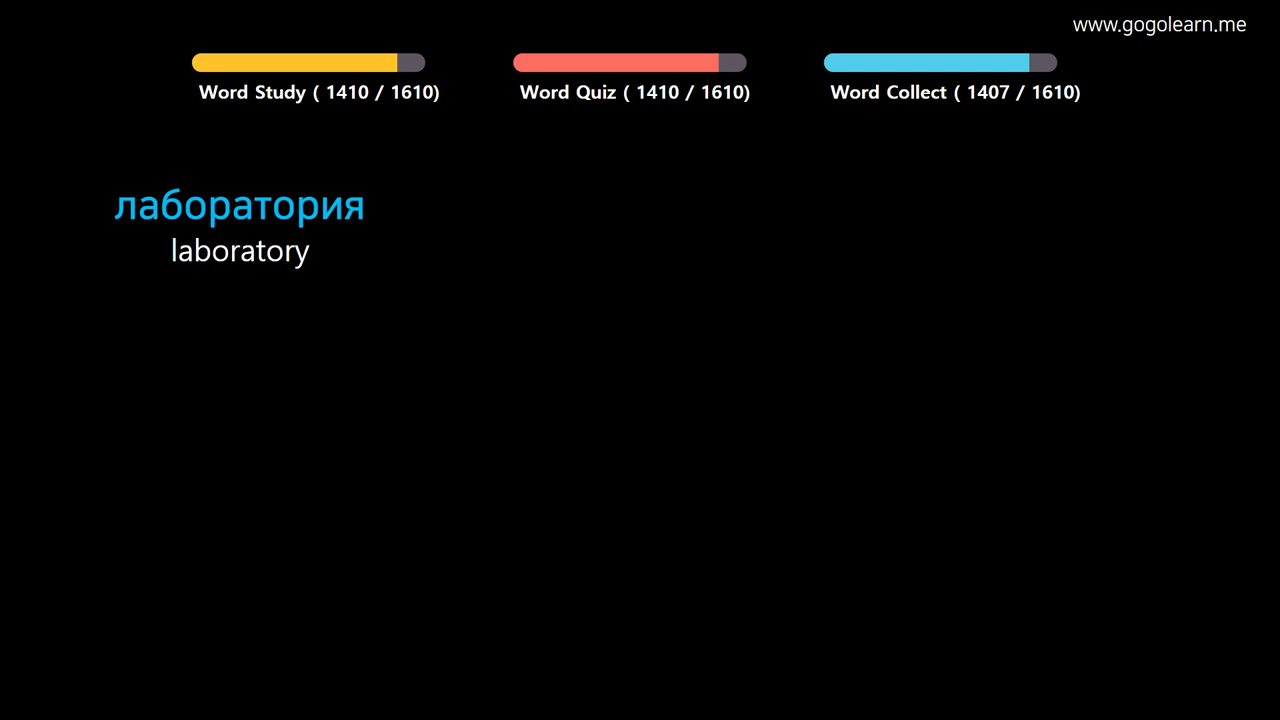 www.gogolearn.me
Word Study ( 1410 / 1610)
Word Quiz ( 1410 / 1610)
Word Collect ( 1407 / 1610)
лаборатория
laboratory